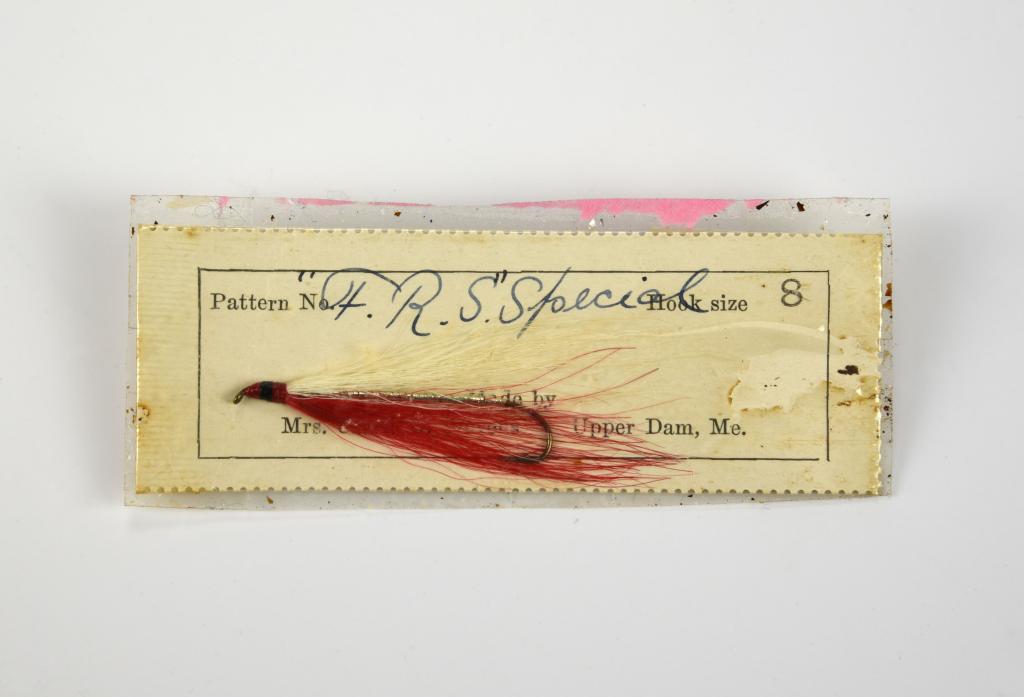 Pattern No. "F. R. S." Special Hook size 8
Made by
Mrs. Upper Dam, Me.